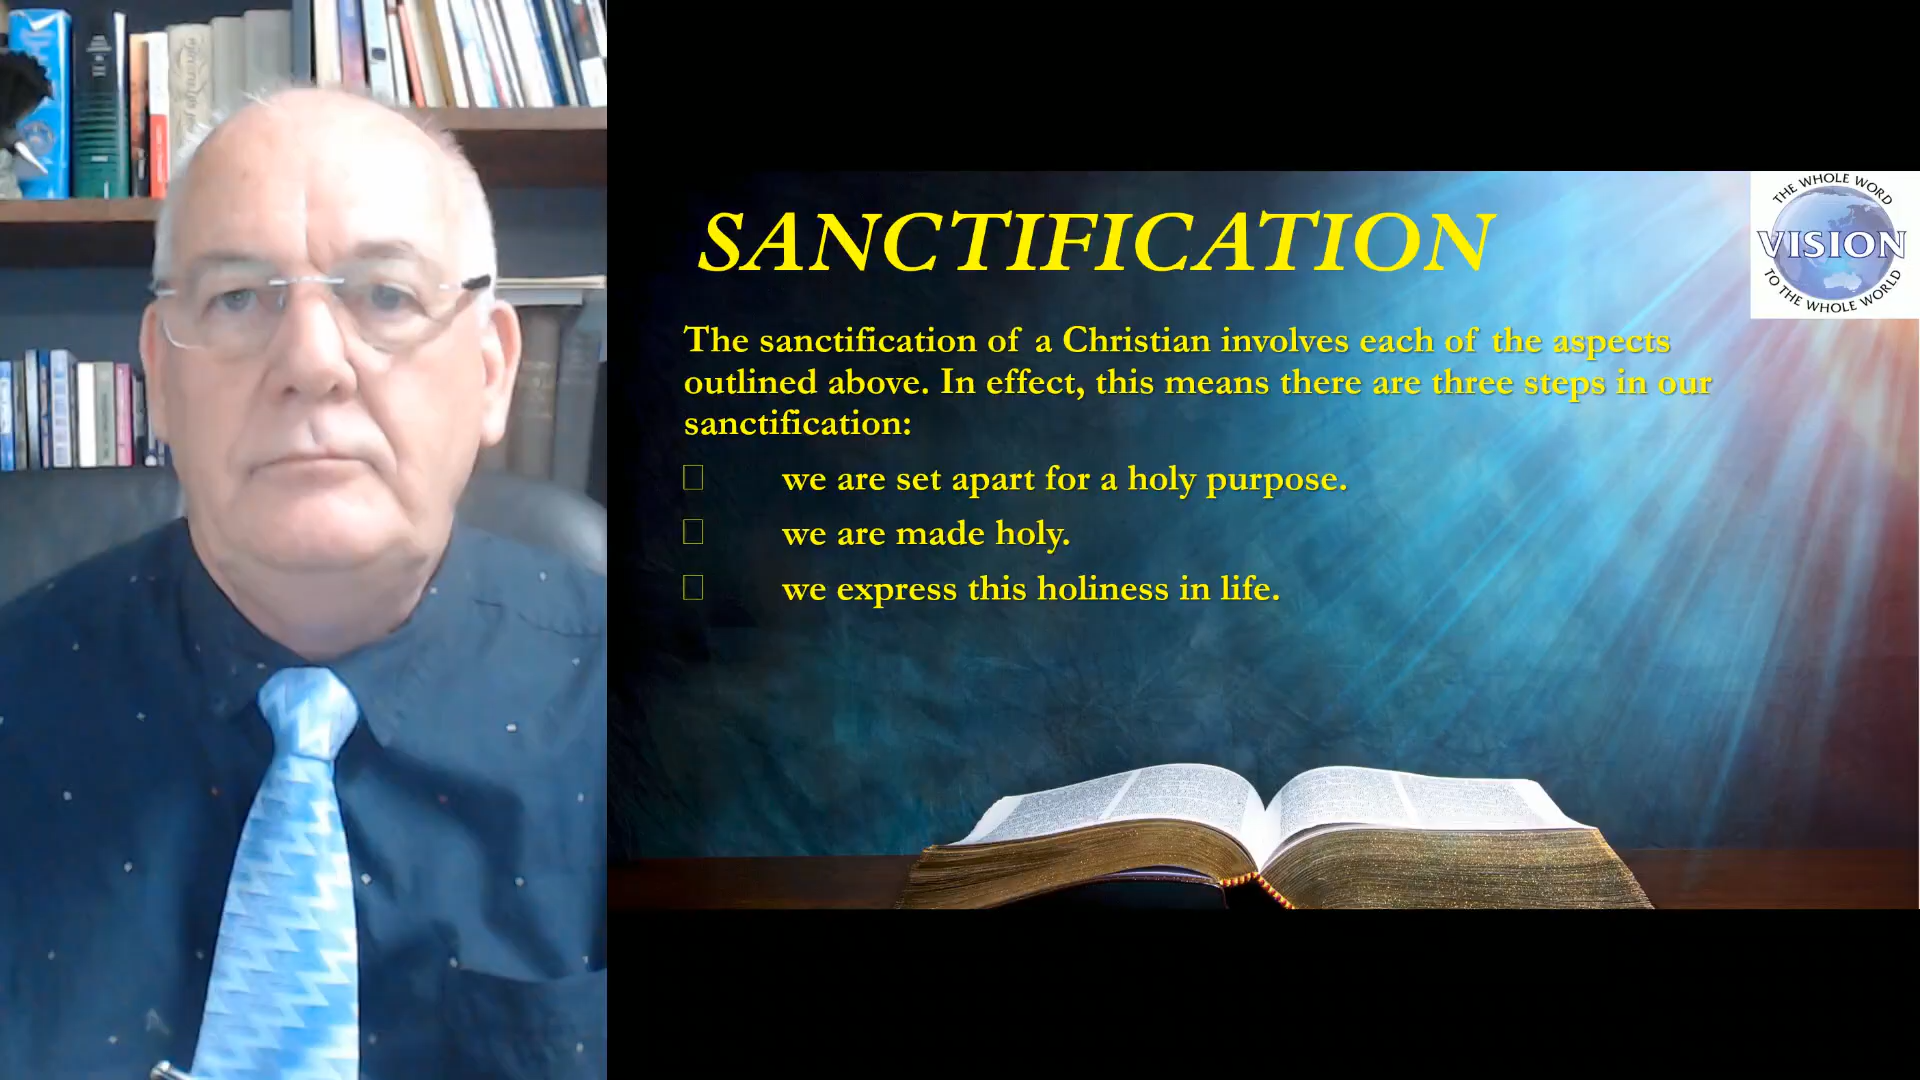 SANCTIFICATION
THE WHOLE WORD
VISION
TO THE WHOLE WORLD
The sanctification of a Christian involves each of the aspects
outlined above. In effect, this means there are three steps in our
sanctification:
we are set apart for a holy purpose.
we are made holy.
we express this holiness in life.